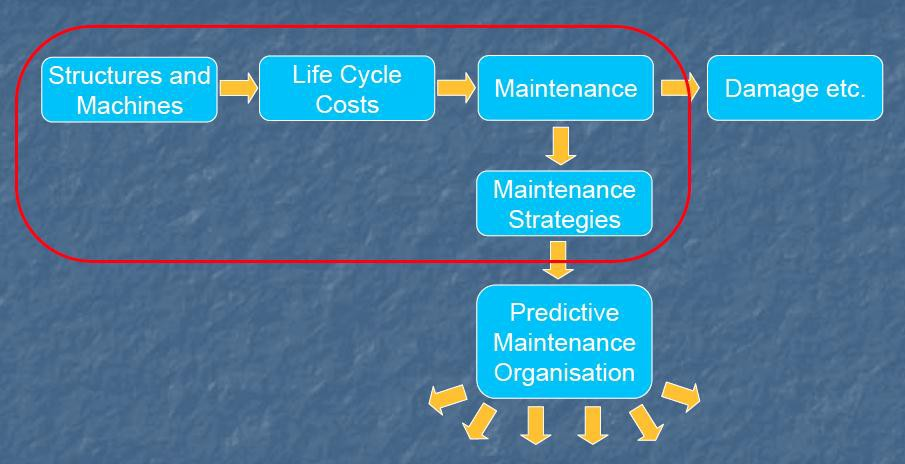 Structures and
Machines
Life Cycle
Costs
Maintenance
Damage etc.
Maintenance
Strategies
Predictive
Maintenance
Organisation